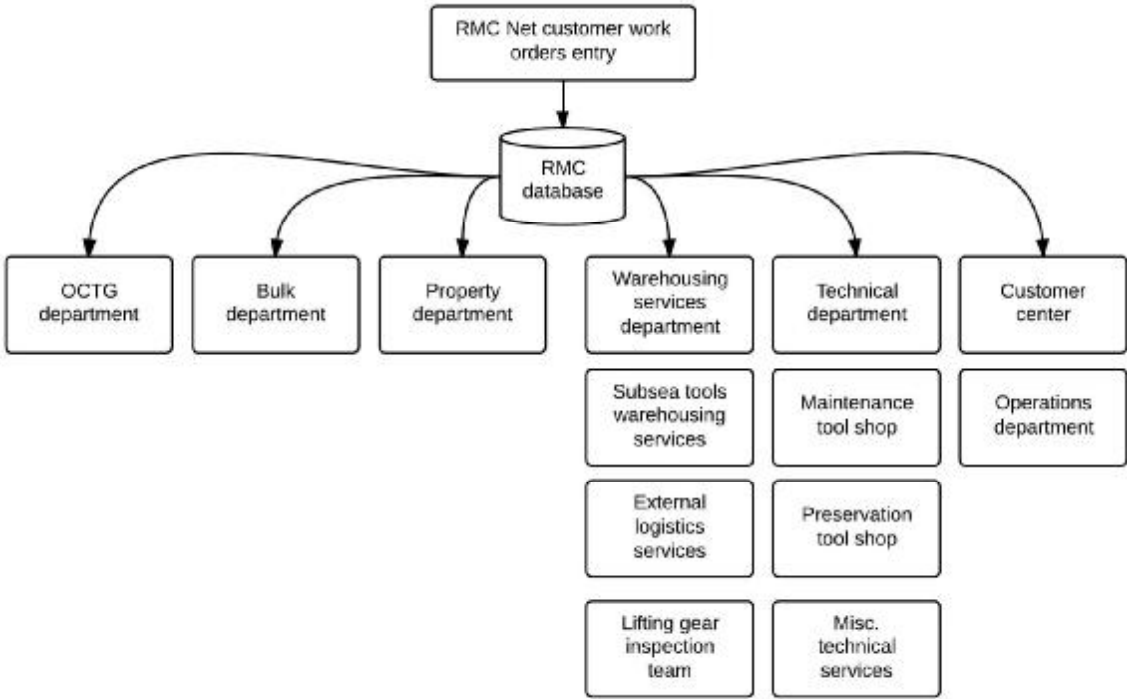 RMC Net customer work
orders entry
RMC
database
OCTG
department
Bulk
department
Property
department
Warehousing
services
department
Technical
department
Customer
center
Subsea tools
warehousing
services
Maintenance
tool shop
Operations
department
External
logistics
services
Preservation
tool shop
Lifting gear
inspection
team
Misc.
technical
services